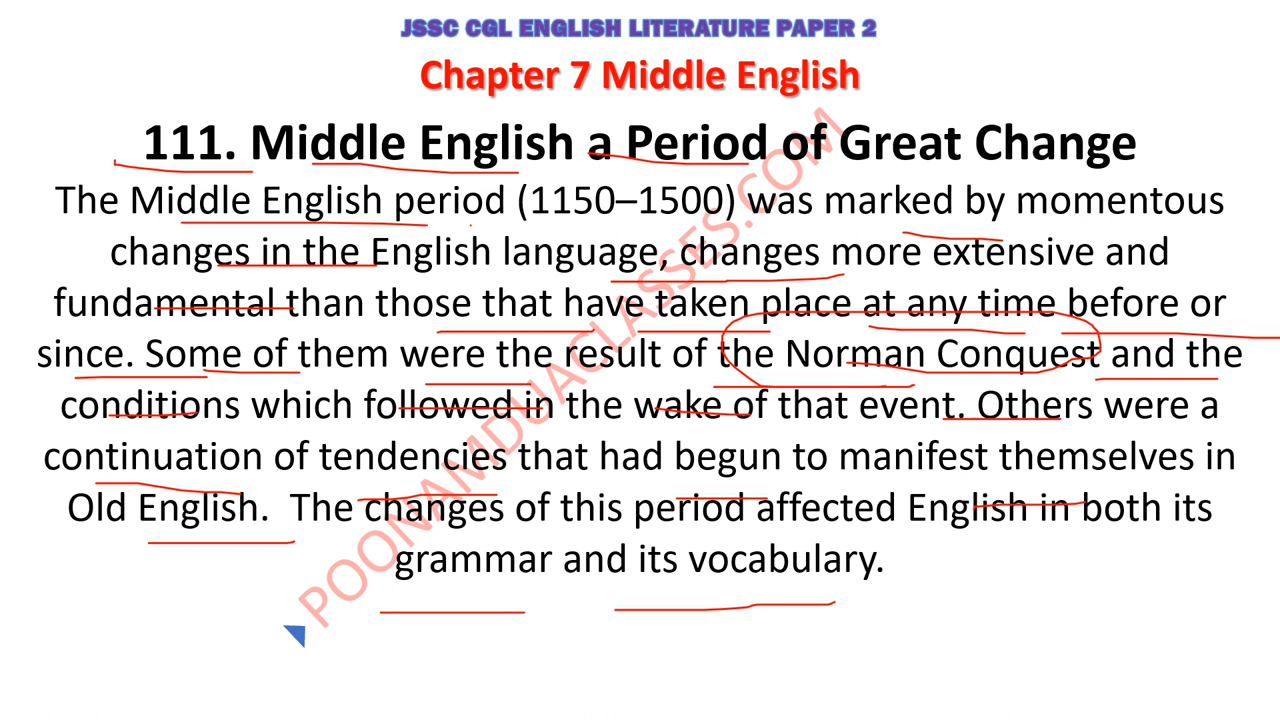 JSSC CGL ENGLISH LITERATURE PAPER 2
Chapter 7 Middle English
111. Middle English a Period of Great Change
The Middle English period (1150–1500) was marked by momentous
changes in the English language, changes more extensive and
fundamental than those that have taken place at any time before or
since. Some of them were the result of the Norman Conquest and the
conditions which followed in the wake of that event. Others were a
continuation of tendencies that had begun to manifest themselves in
Old English.  The changes of this period affected English in both its
grammar and its vocabulary.
POONAMDUACLASSES.COM